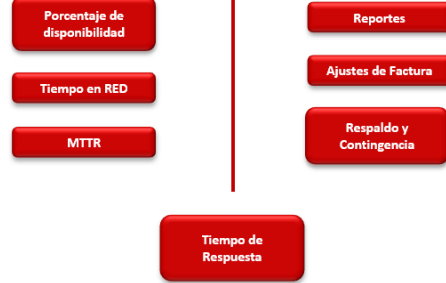 Porcentaje de
disponibilidad
Tiempo en RED
MTTR
Reportes
Ajustes de Factura
Respaldo y
Contingencia
Tiempo de
Respuesta